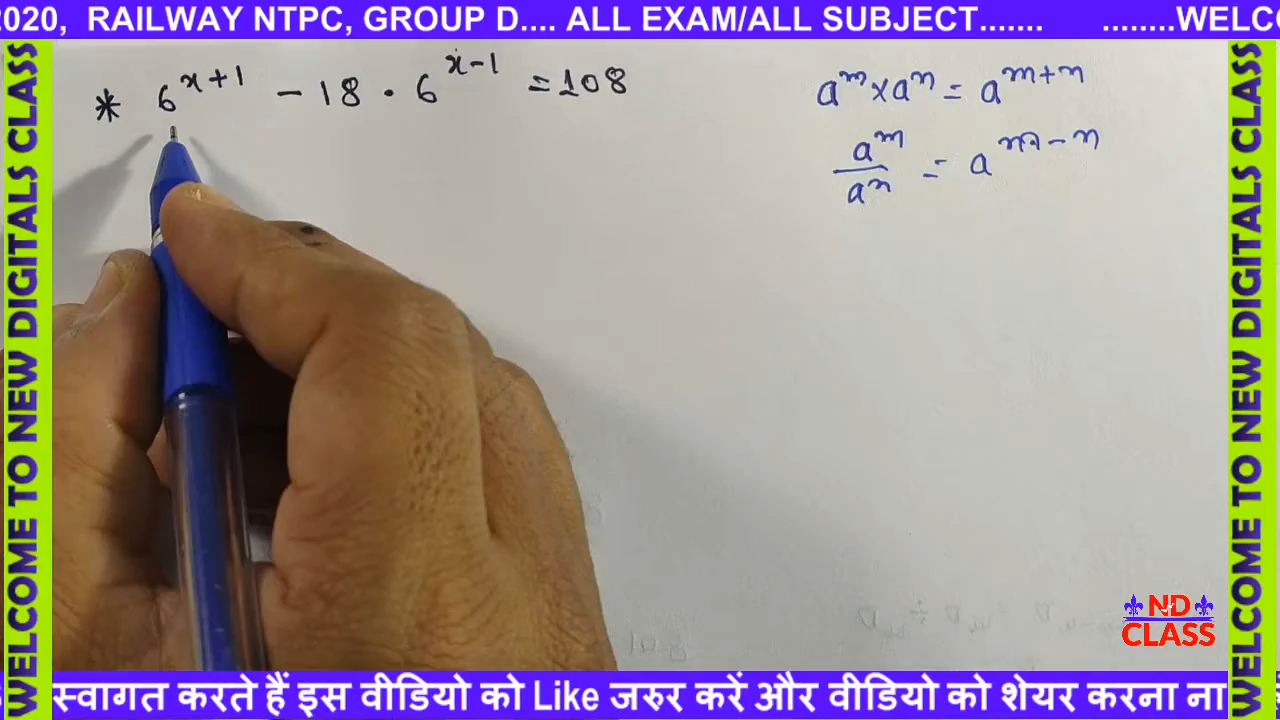 2020, RAILWAY NTPC, GROUP D.... ALL EXAM/ALL SUBJECT....... ........WELCO
WELCOME TO NEW DIGITALS CLASS
* 6^{x+1} - 18 · 6^{x-1} = 108
a^m × a^n = a^{m+n}
a^m / a^n = a^{m-n}
WELCOME TO NEW DIGITALS CLASS
ND
CLASS
स्वागत करते हैं इस वीडियो को Like जरुर करें और वीडियो को शेयर करना ना